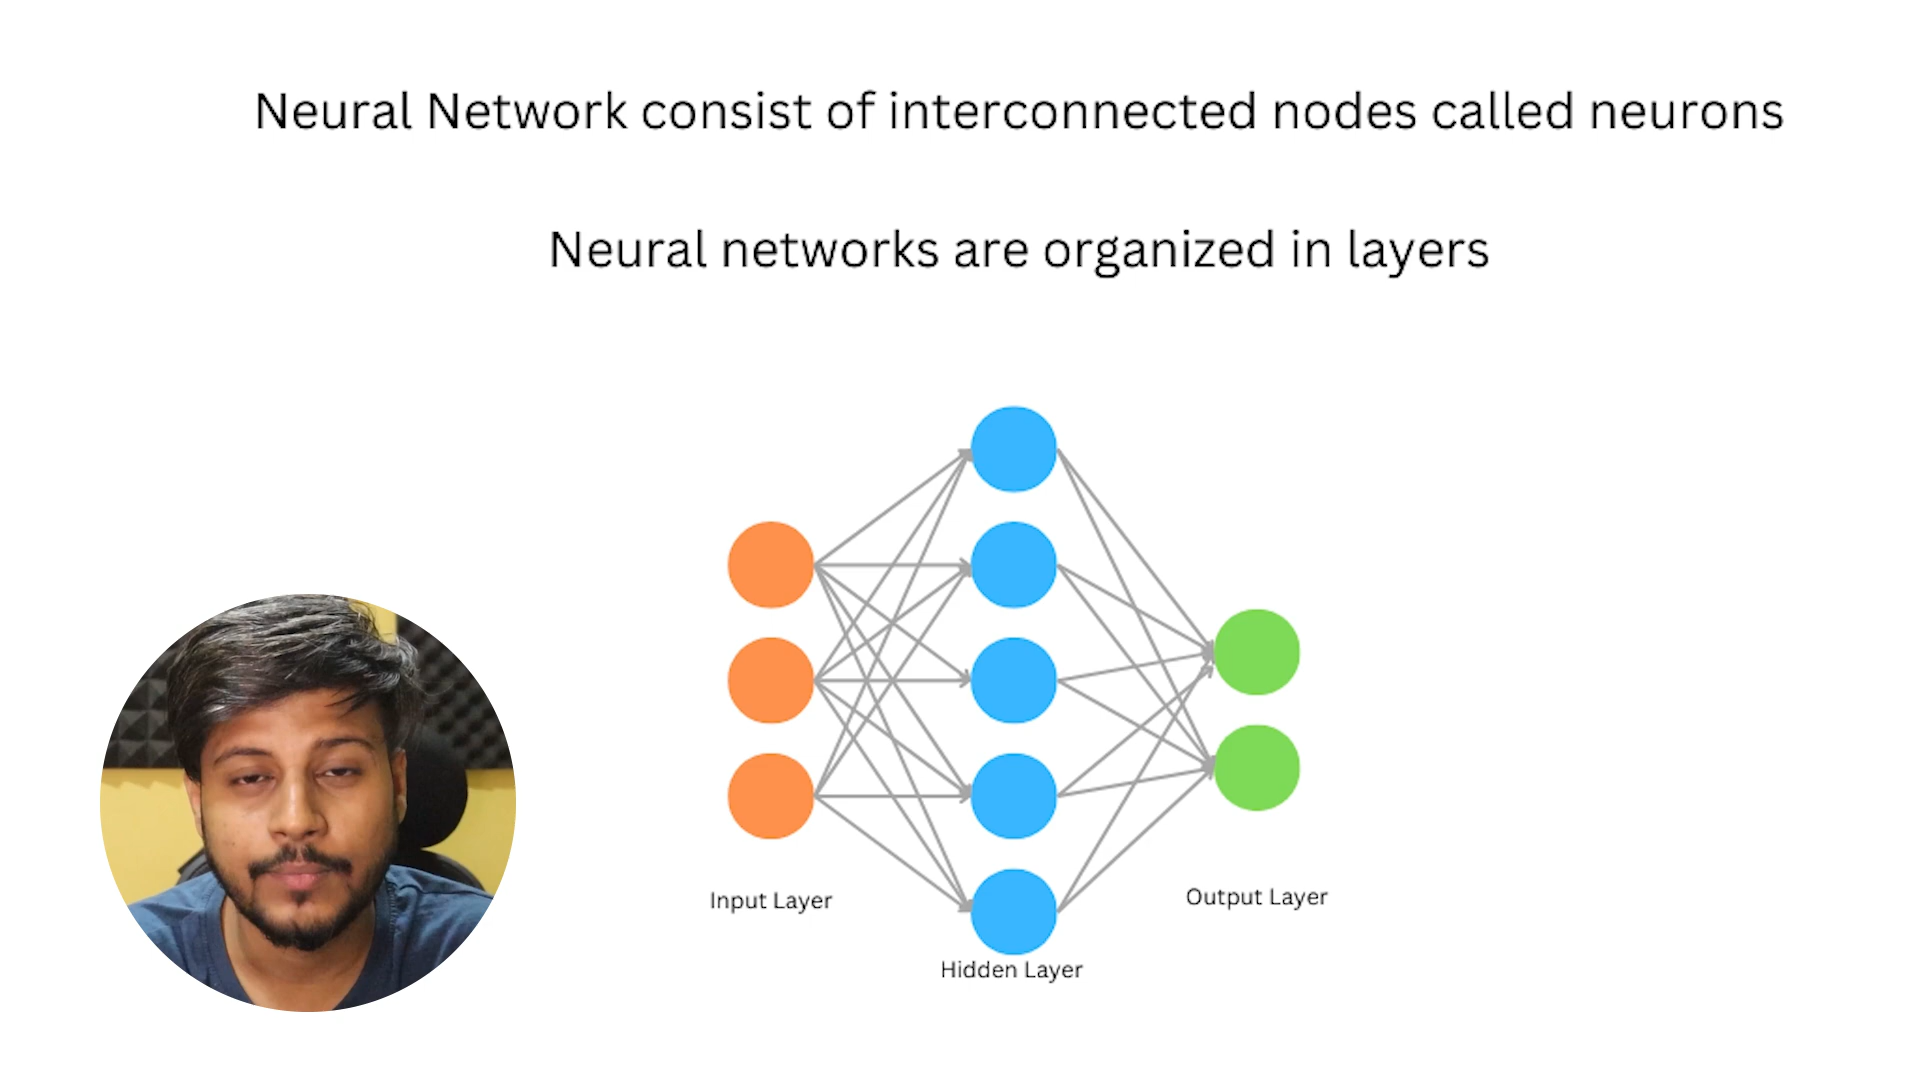 Neural Network consist of interconnected nodes called neurons
Neural networks are organized in layers
Input Layer
Hidden Layer
Output Layer